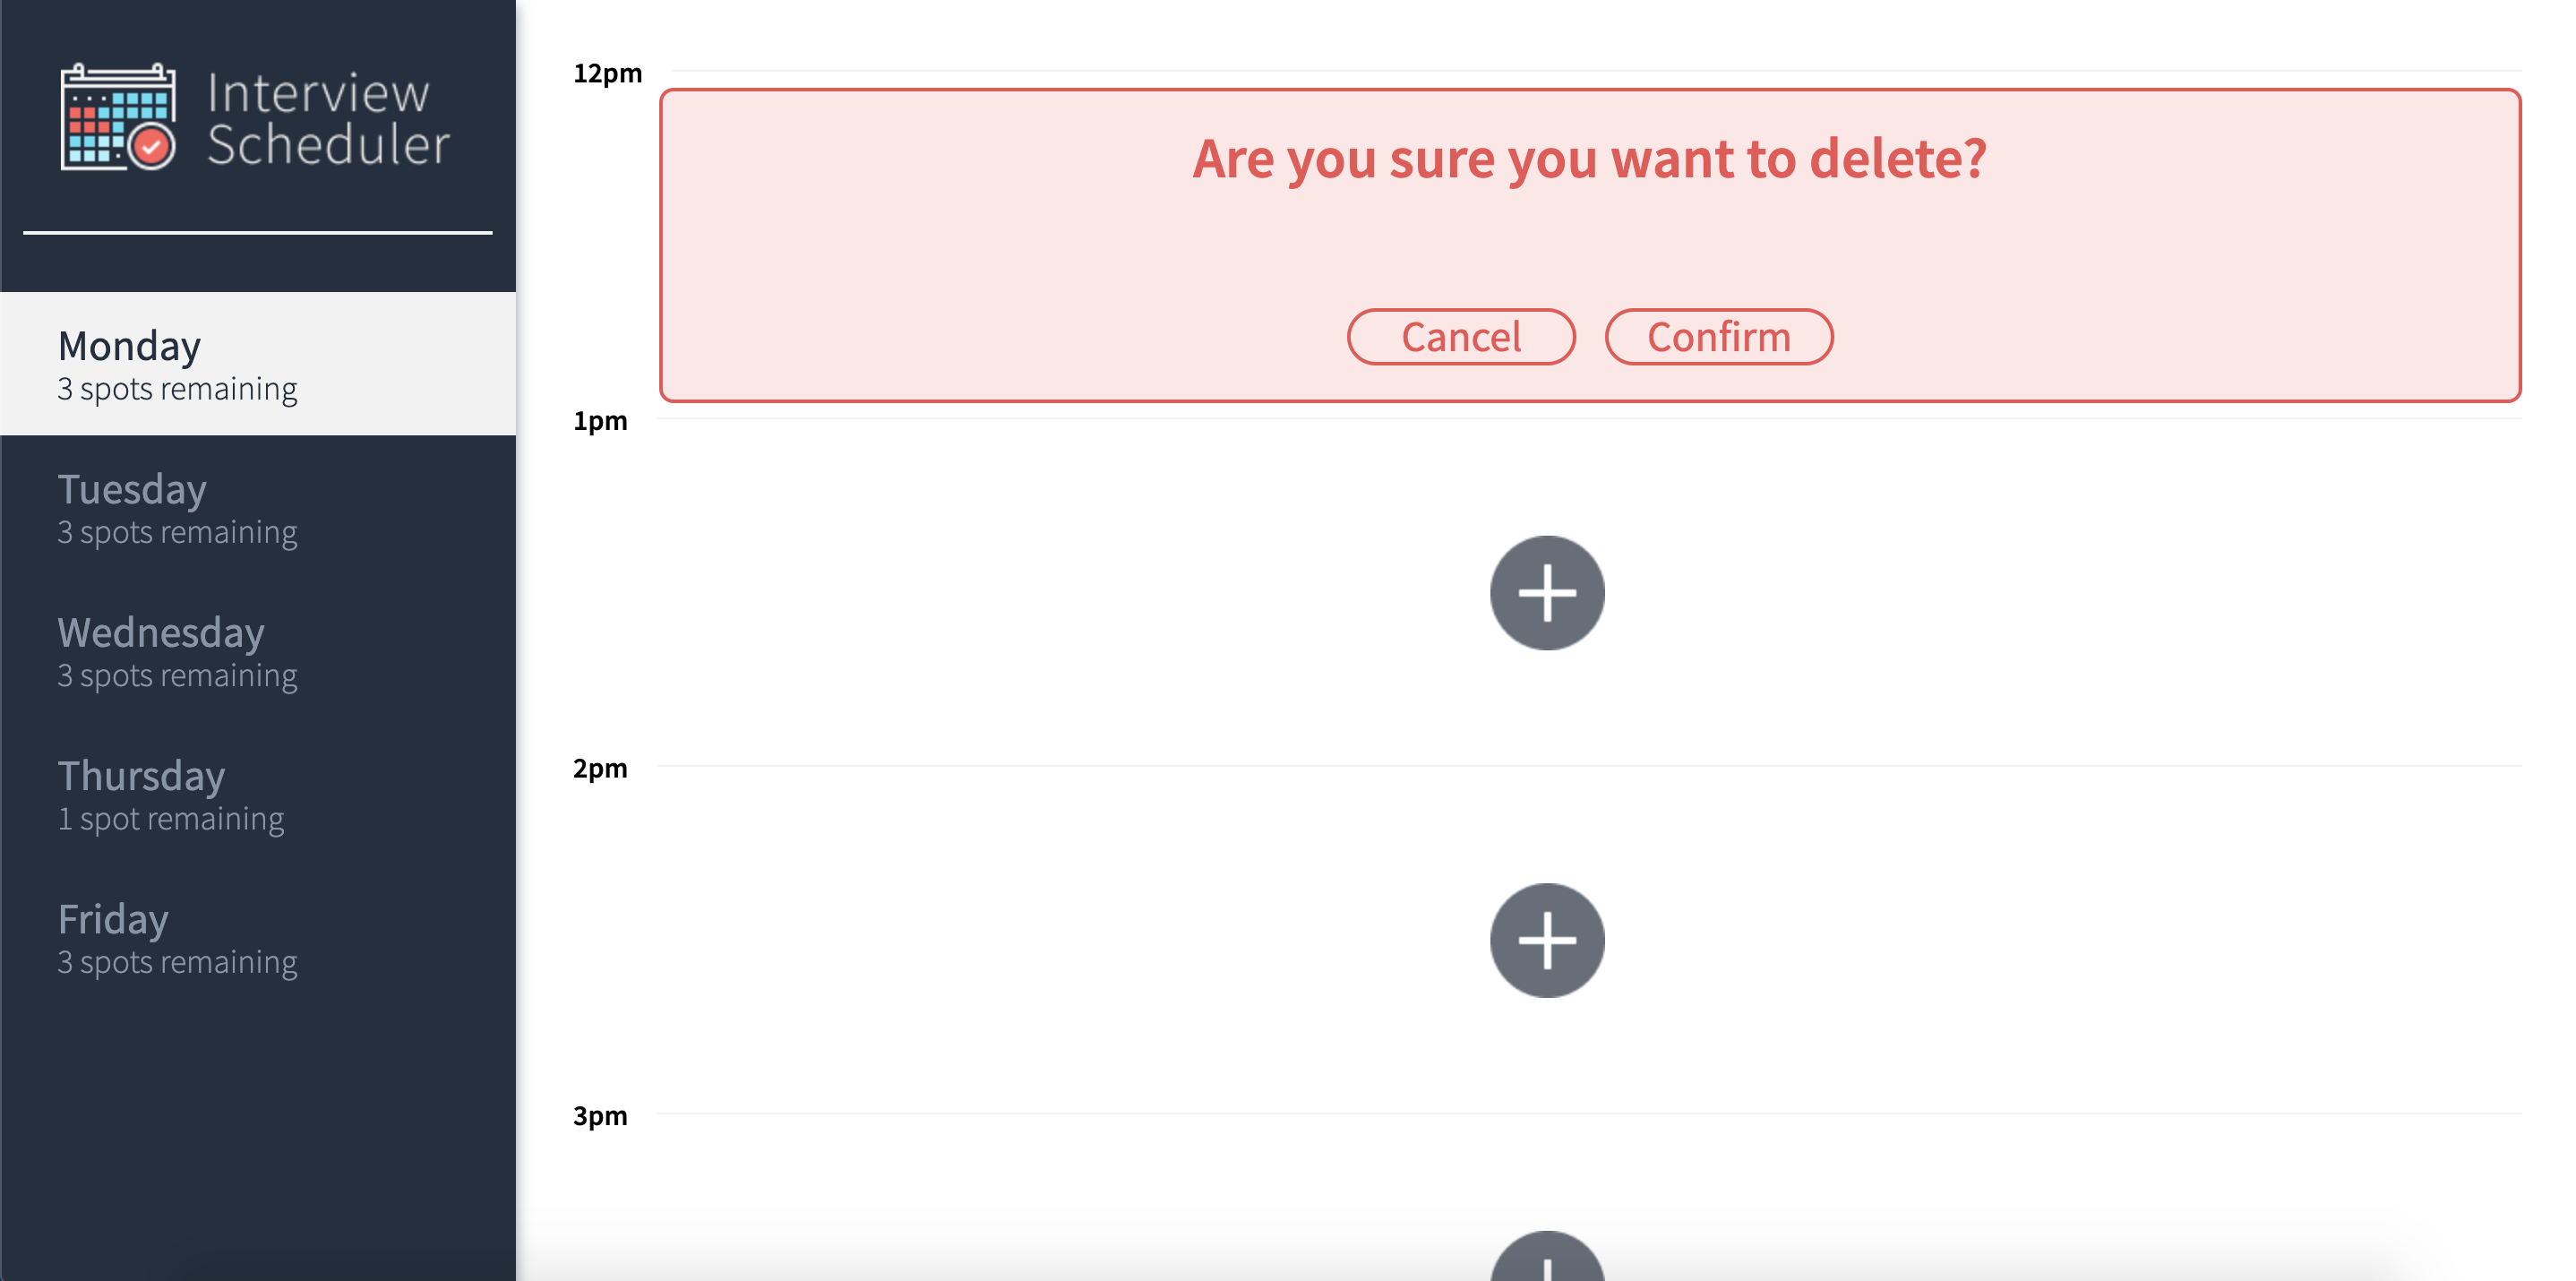 Interview
Scheduler
Monday
3 spots remaining
Tuesday
3 spots remaining
Wednesday
3 spots remaining
Thursday
1 spot remaining
Friday
3 spots remaining
12pm
Are you sure you want to delete?
Cancel Confirm
1pm
2pm
3pm